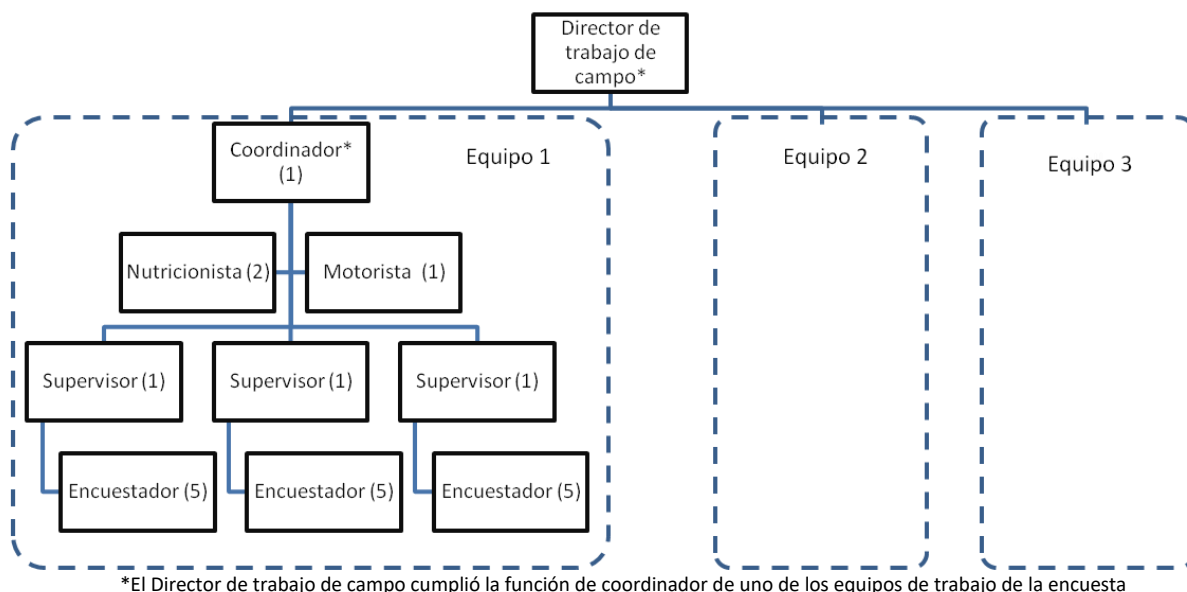 Director de
trabajo de
campo*
Coordinador*
(1)
Equipo 1
Equipo 2
Equipo 3
Nutricionista (2)
Motorista (1)
Supervisor (1)
Supervisor (1)
Supervisor (1)
Encuestador (5)
Encuestador (5)
Encuestador (5)
*El Director de trabajo de campo cumplió la función de coordinador de uno de los equipos de trabajo de la encuesta